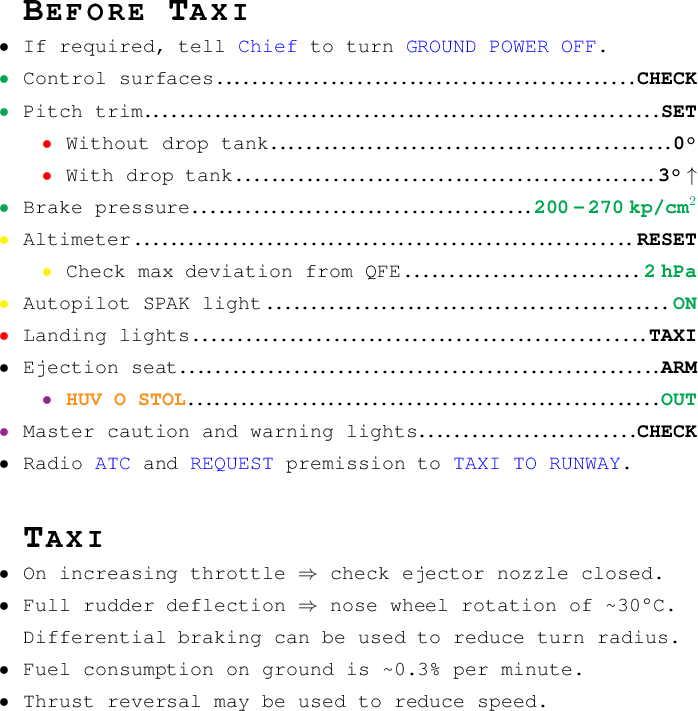 BEFORE TAXI
• If required, tell Chief to turn GROUND POWER OFF.
• Control surfaces................................................CHECK
• Pitch trim...........................................................SET
• Without drop tank..............................................0°
• With drop tank................................................3° ↑
• Brake pressure.......................................200 – 270 kp/cm²
• Altimeter.........................................................RESET
• Check max deviation from QFE...........................2 hPa
• Autopilot SPAK light..............................................ON
• Landing lights....................................................TAXI
• Ejection seat.......................................................ARM
• HUV O STOL......................................................OUT
• Master caution and warning lights.........................CHECK
• Radio ATC and REQUEST premission to TAXI TO RUNWAY.
TAXI
• On increasing throttle ⇒ check ejector nozzle closed.
• Full rudder deflection ⇒ nose wheel rotation of ~30°C.
Differential braking can be used to reduce turn radius.
• Fuel consumption on ground is ~0.3% per minute.
• Thrust reversal may be used to reduce speed.